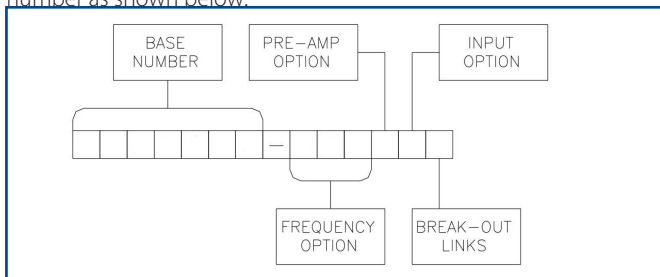 number as shown below.
BASE NUMBER
PRE-AMP OPTION
INPUT OPTION
—
FREQUENCY OPTION
BREAK-OUT LINKS